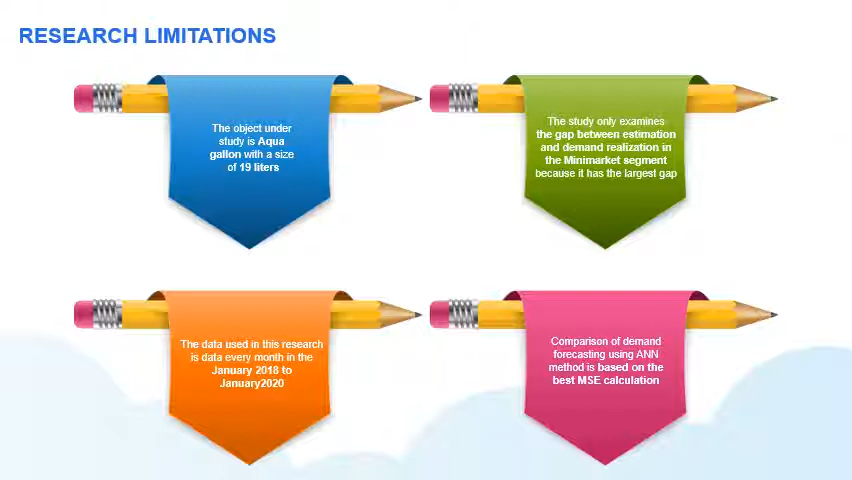 RESEARCH LIMITATIONS
The object under
study is Aqua
gallon with a size
of 19 liters
The study only examines
the gap between estimation
and demand realization in
the Minimarket segment
because it has the largest gap
The data used in this research
is data every month in the
January 2018 to
January2020
Comparison of demand
forecasting using ANN
method is based on the
best MSE calculation